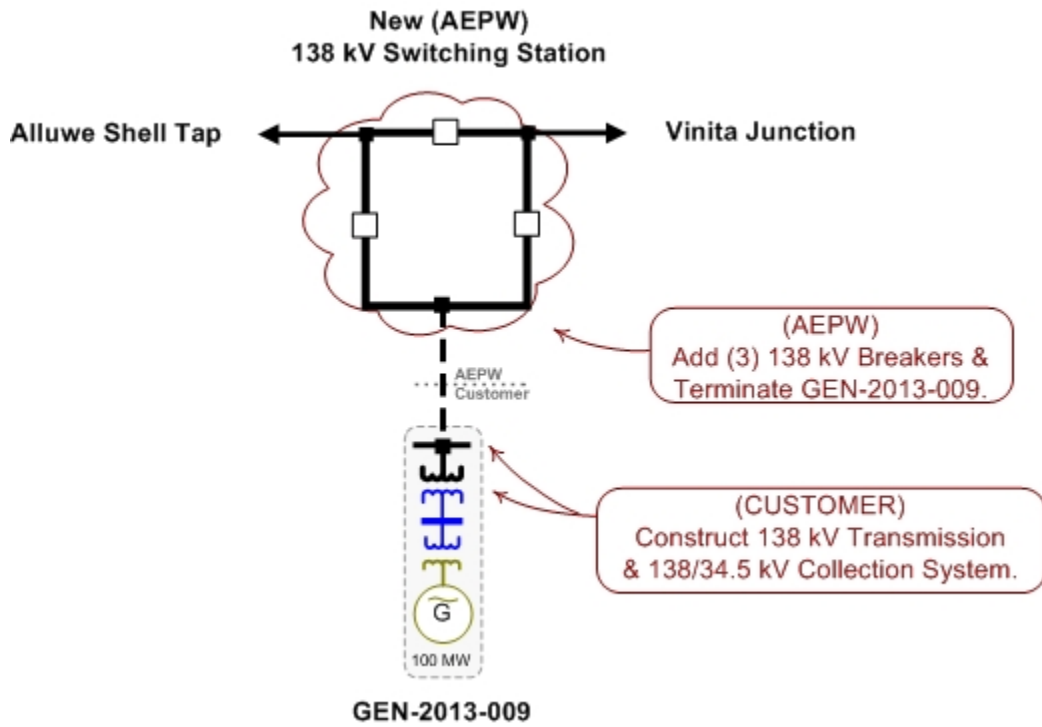 New (AEPW)
138 kV Switching Station
Alluwe Shell Tap
Vinita Junction
(AEPW)
Add (3) 138 kV Breakers &
Terminate GEN-2013-009.
AEPW
Customer
(CUSTOMER)
Construct 138 kV Transmission
& 138/34.5 kV Collection System.
G
100 MW
GEN-2013-009